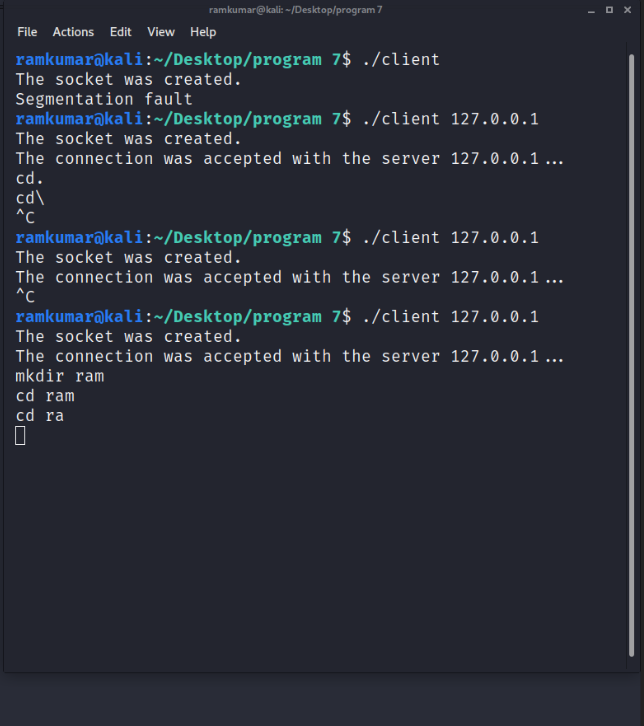 ramkumar@kali: ~/Desktop/program 7
File Actions Edit View Help
ramkumar@kali:~/Desktop/program 7$ ./client
The socket was created.
Segmentation fault
ramkumar@kali:~/Desktop/program 7$ ./client 127.0.0.1
The socket was created.
The connection was accepted with the server 127.0.0.1...
cd.
cd\
^C
ramkumar@kali:~/Desktop/program 7$ ./client 127.0.0.1
The socket was created.
The connection was accepted with the server 127.0.0.1...
^C
ramkumar@kali:~/Desktop/program 7$ ./client 127.0.0.1
The socket was created.
The connection was accepted with the server 127.0.0.1...
mkdir ram
cd ram
cd ra